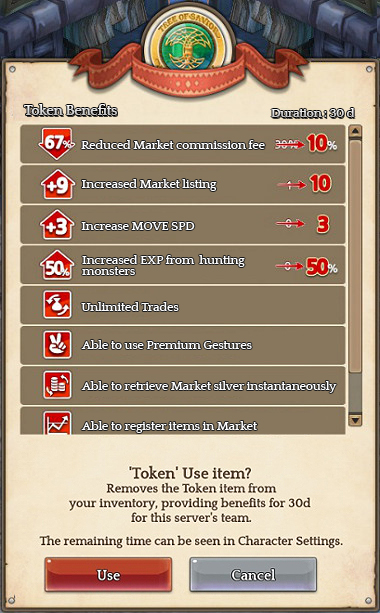 TREE OF SAVIOR
Token Benefits
Duration : 30 d
67% Reduced Market commission fee 30% 10%
+9 Increased Market listing 1 10
+3 Increase MOVE SPD 0 3
50% Increased EXP from hunting
monsters 0 50%
Unlimited Trades
Able to use Premium Gestures
Able to retrieve Market silver instantaneously
Able to register items in Market
'Token' Use item?
Removes the Token item from
your inventory, providing benefits for 30d
for this server's team.
The remaining time can be seen in Character Settings.
Use
Cancel